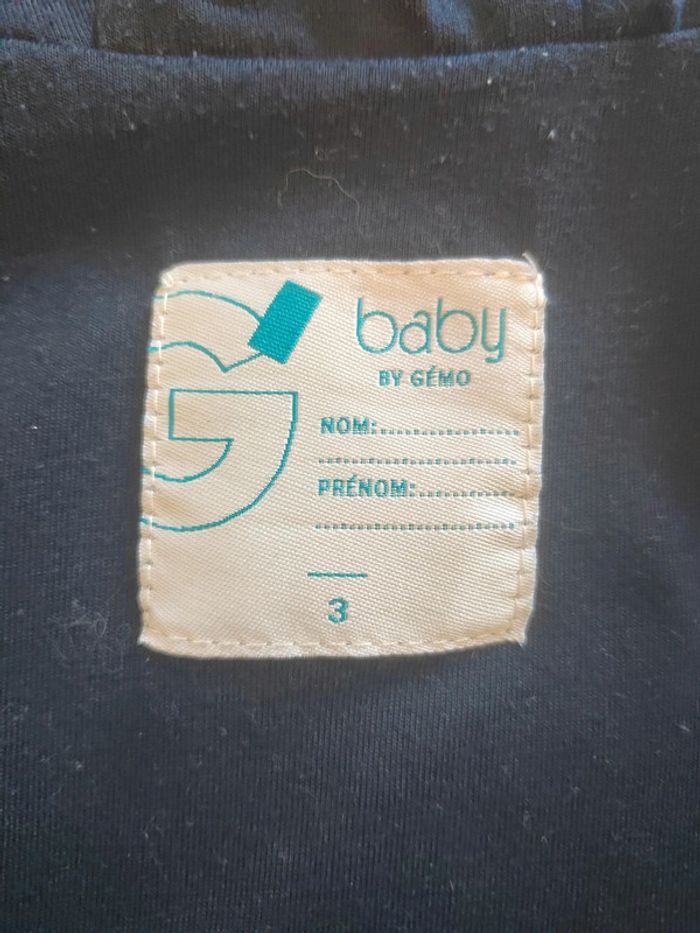 baby
BY GÉMO
NOM:....................
..............................
PRÉNOM:..............
..............................
3